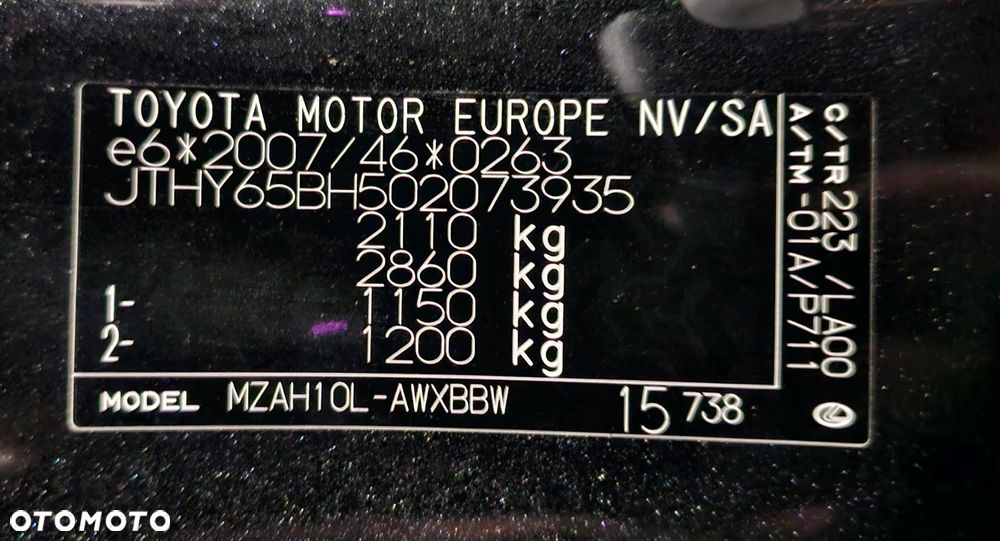 TOYOTA MOTOR EUROPE NV/SA
e6*2007/46*0263
JTHY65BH502073935
2110 kg
2860 kg
1- 1150 kg
2- 1200 kg
C/TR 223 /LA00
A/TM -01A/P711
MODEL MZAH10L-AWXBBW 15 738
OTOMOTO